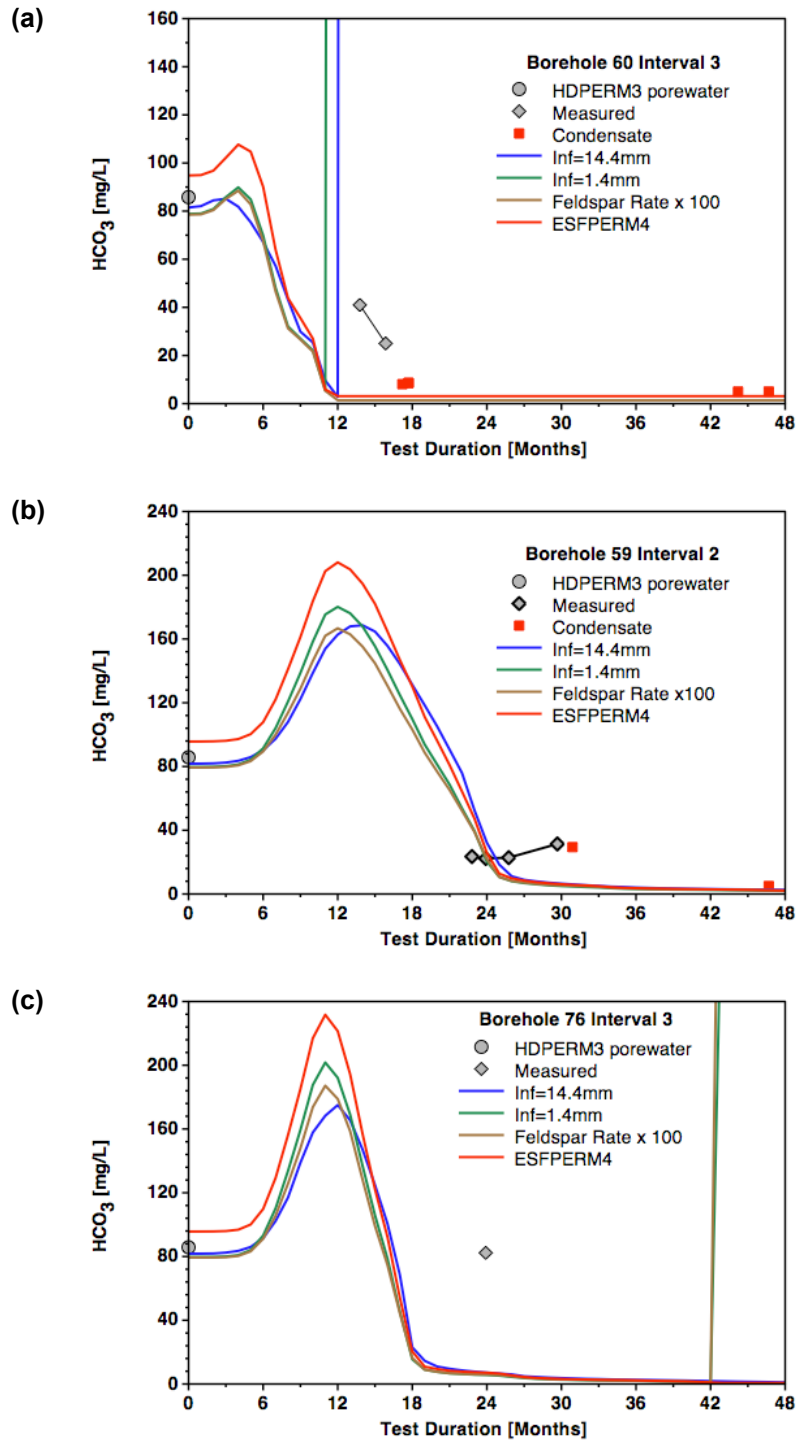 (a)
160
140
120
100
80
60
40
20
0
HCO3 [mg/L]
Borehole 60 Interval 3
HDPERM3 porewater
Measured
Condensate
Inf=14.4mm
Inf=1.4mm
Feldspar Rate x 100
ESFPERM4
0 6 12 18 24 30 36 42 48
Test Duration [Months]
(b)
240
200
160
120
80
40
0
HCO3 [mg/L]
Borehole 59 Interval 2
HDPERM3 porewater
Measured
Condensate
Inf=14.4mm
Inf=1.4mm
Feldspar Rate x100
ESFPERM4
0 6 12 18 24 30 36 42 48
Test Duration [Months]
(c)
240
200
160
120
80
40
0
HCO3 [mg/L]
Borehole 76 Interval 3
HDPERM3 porewater
Measured
Inf=14.4mm
Inf=1.4mm
Feldspar Rate x 100
ESFPERM4
0 6 12 18 24 30 36 42 48
Test Duration [Months]